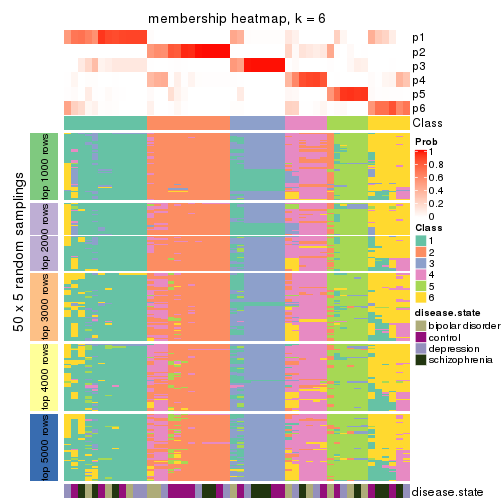 membership heatmap, k = 6
p1
p2
p3
p4
p5
p6
Class
50 x 5 random samplings
top 1000 rows
top 2000 rows
top 3000 rows
top 4000 rows
top 5000 rows
Prob
1
0.8
0.6
0.4
0.2
0
Class
1
2
3
4
5
6
disease.state
bipolar disorder
control
depression
schizophrenia
disease.state